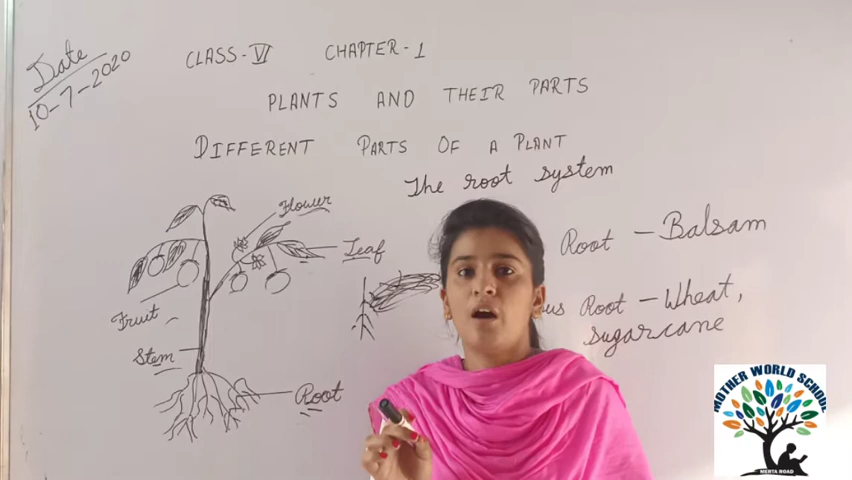 Date
10-7-2020
CLASS-VI CHAPTER-1
PLANTS AND THEIR PARTS
DIFFERENT PARTS OF A PLANT
The root system
Flower
Leaf
Fruit
Stem
Root
Root - Balsam
Root - Wheat,
sugarcane
MOTHER WORLD SCHOOL
MERTA ROAD